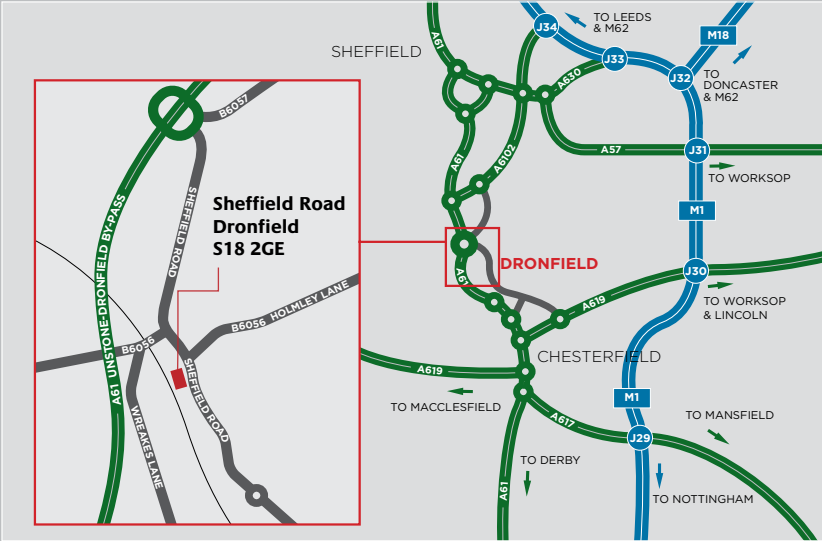 A61
J34
TO LEEDS
& M62
M18
SHEFFIELD
J33
A630
J32
TO
DONCASTER
& M62
B6057
A61
A6102
A57
J31
TO WORKSOP
SHEFFIELD ROAD
Sheffield Road
Dronfield
S18 2GE
M1
A61 UNSTONE-DRONFIELD BY-PASS
DRONFIELD
A6
J30
A619
TO WORKSOP
& LINCOLN
B6056 HOLMLEY LANE
B6056
CHESTERFIELD
A619
SHEFFIELD ROAD
WREAKES LANE
TO MACCLESFIELD
M1
A617
TO MANSFIELD
J29
TO DERBY
A61
TO NOTTINGHAM